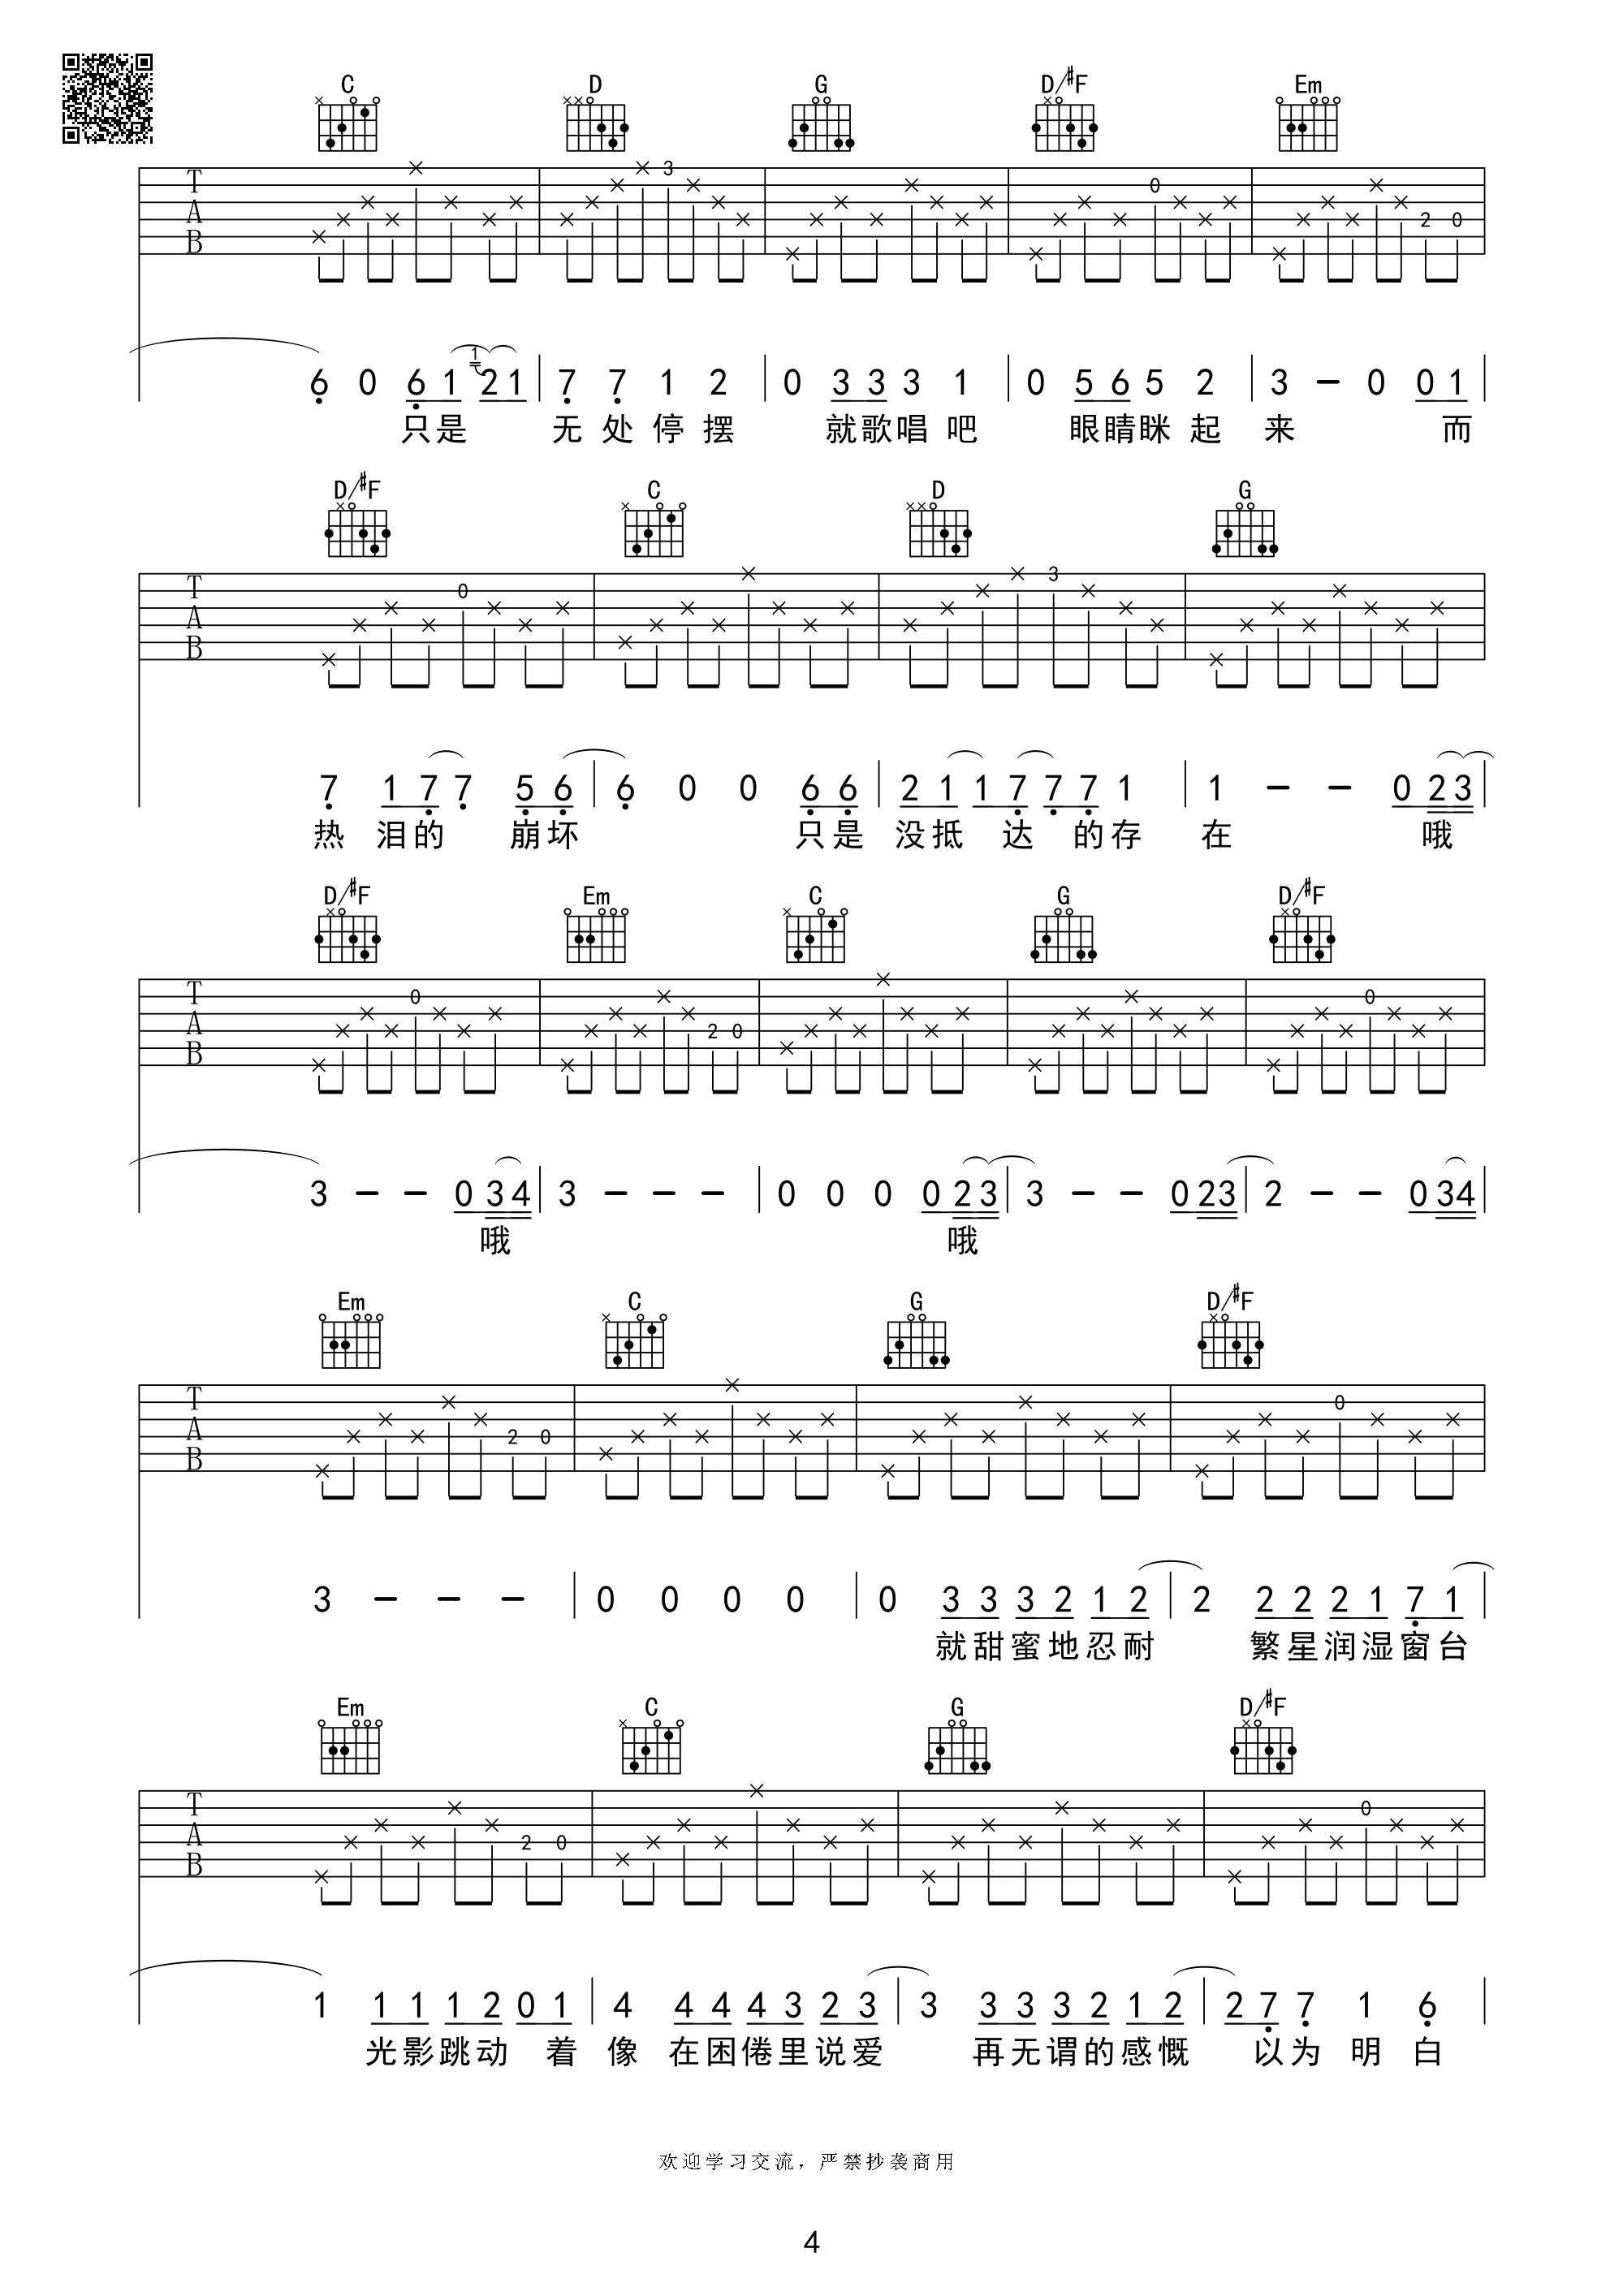 C D G D/#F Em
T A B 3 0 2 0
6 0 6 1 1 2 1 7 7 1 2 0 3 3 3 1 0 5 6 5 2 3 — 0 0 1
只是 无处停摆 就歌唱吧 眼睛眯起来 而
D/#F C D G
T A B 0 3
7 1 7 7 5 6 6 0 0 6 6 2 1 1 7 7 7 1 1 — — 0 2 3
热泪的 崩坏 只是没抵达的存在 哦
D/#F Em C G D/#F
T A B 0 2 0 0
3 — — 0 3 4 3 — — — 0 0 0 0 2 3 3 — — 0 2 3 2 — — 0 3 4
哦 哦
Em C G D/#F
T A B 2 0 0
3 — — — 0 0 0 0 0 3 3 3 2 1 2 2 2 2 2 1 7 1
就甜蜜地忍耐 繁星润湿窗台
Em C G D/#F
T A B 2 0 0
1 1 1 1 2 0 1 4 4 4 4 3 2 3 3 3 3 3 2 1 2 2 7 7 1 6
光影跳动 着 像 在困倦里说爱 再无谓的感慨 以为 明 白
欢迎学习交流，严禁抄袭商用
4